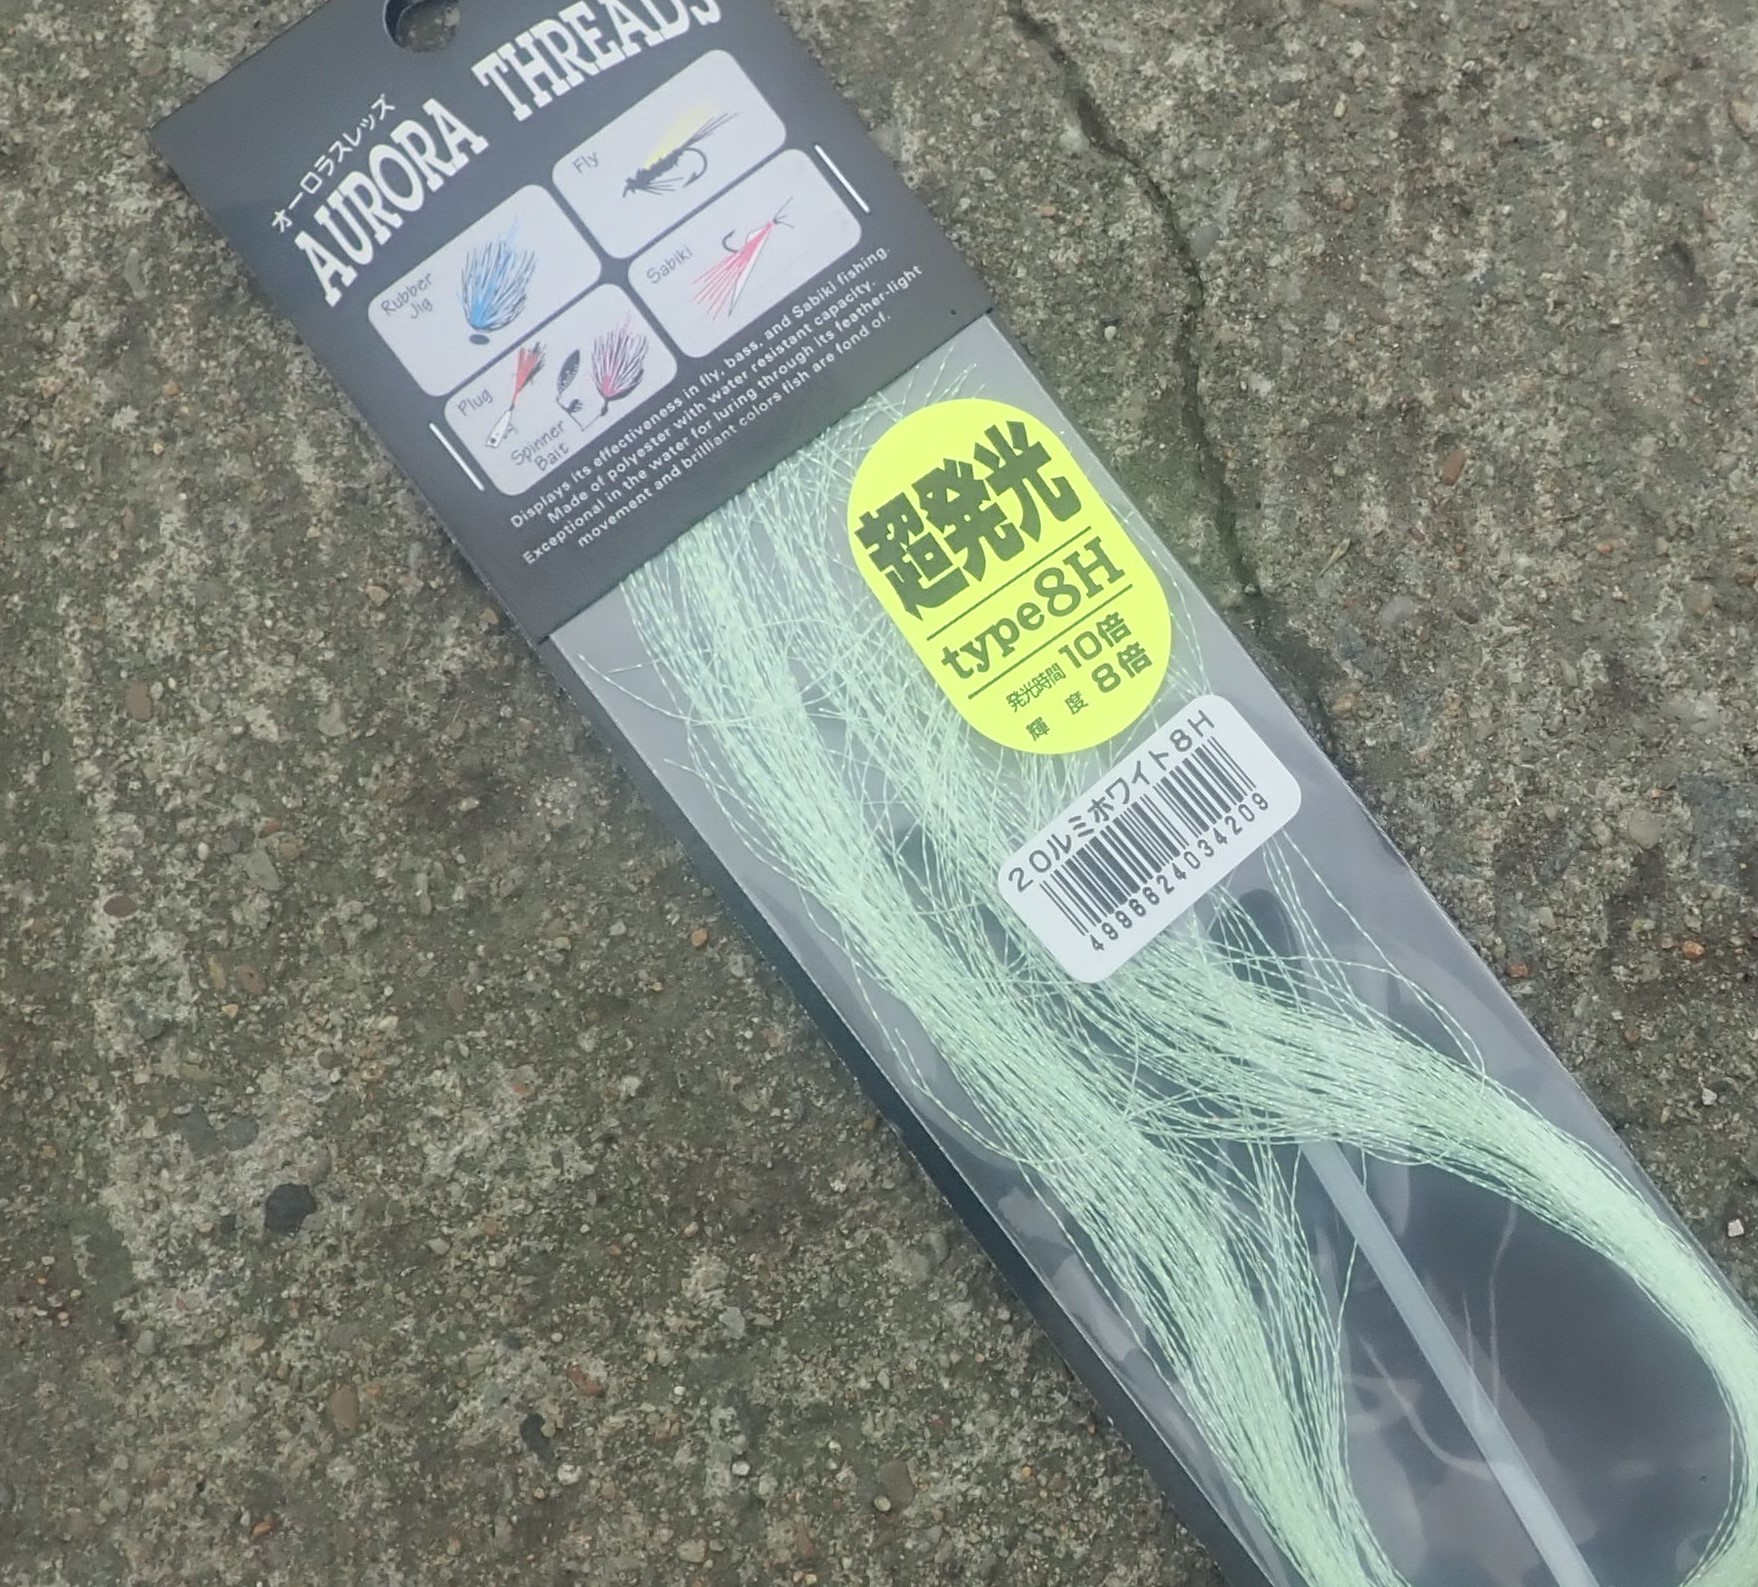 オーロラスレッズ
AURORA THREADS
Rubber Jig
Fly
Plug
Spinner Bait
Sabiki
Displays its effectiveness in fly, bass, and Sabiki fishing.
Made of polyester with water resistant capacity.
Exceptional in the water for luring through its feather-light
movement and brilliant colors fish are fond of.
超発光
type8H
発光時間 10倍
輝度 8倍
20ルミホワイト8H
4996624034209